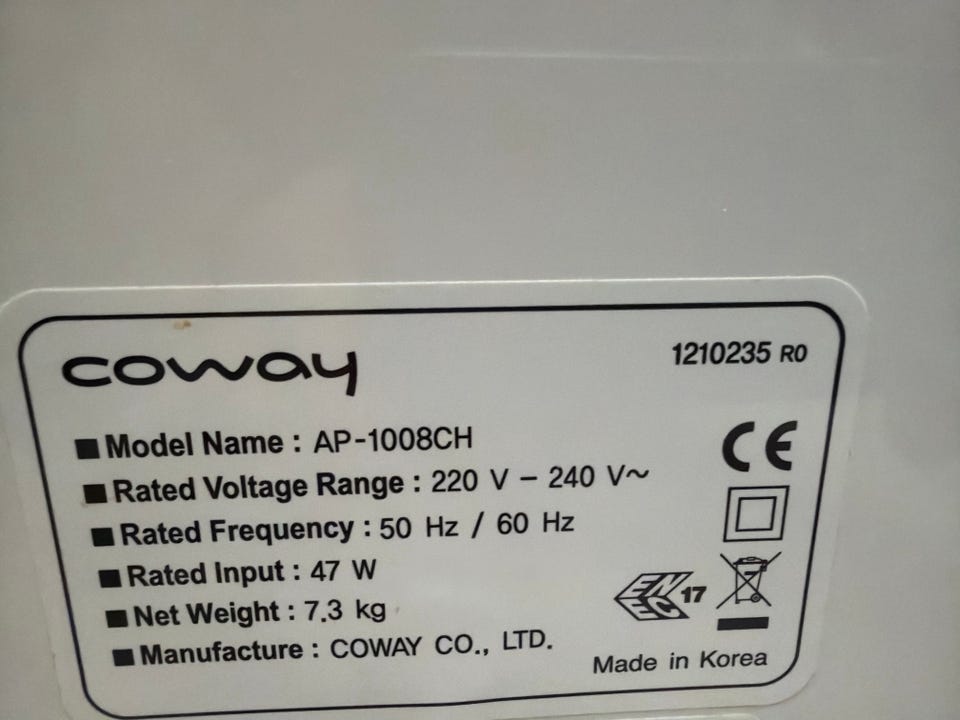 coway
1210235 R0
■ Model Name : AP-1008CH
■ Rated Voltage Range : 220 V – 240 V~
■ Rated Frequency : 50 Hz / 60 Hz
■ Rated Input : 47 W
■ Net Weight : 7.3 kg
■ Manufacture : COWAY CO., LTD.
CE
ENEC 17
Made in Korea